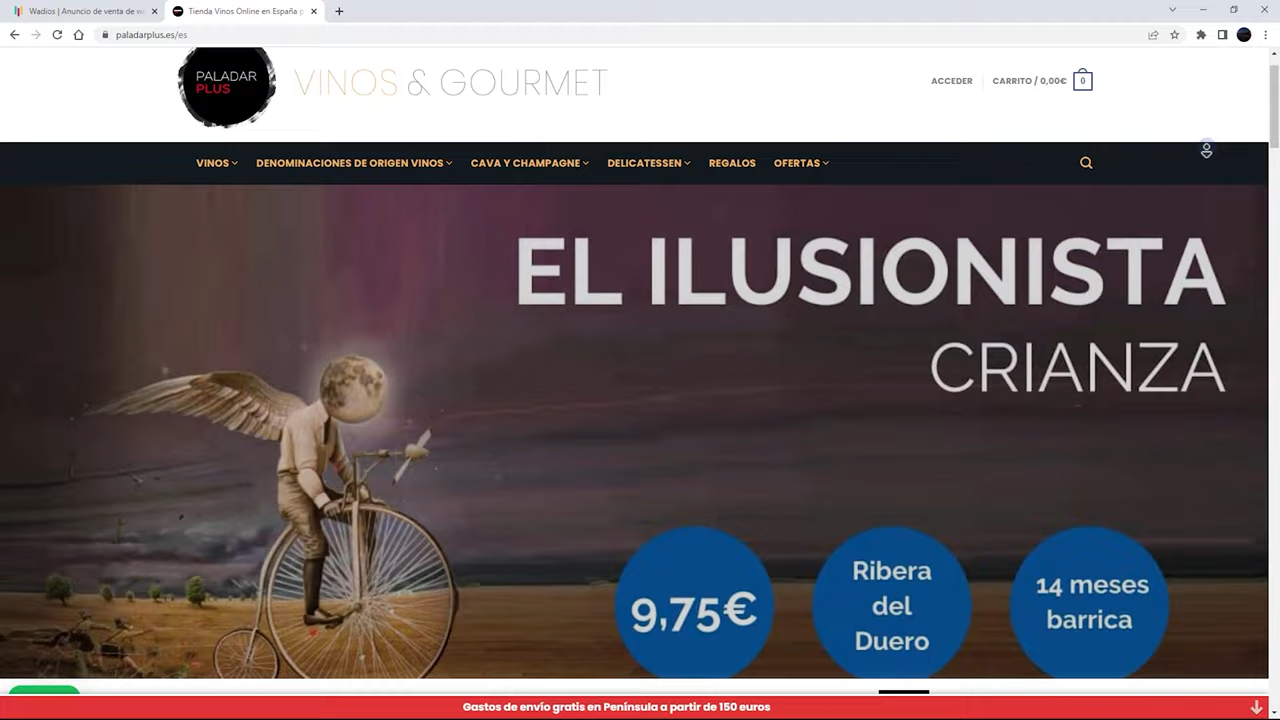 Wadios | Anuncio de venta de w
Tienda Vinos Online en España p
paladarplus.es/es
PALADAR
PLUS
VINOS & GOURMET
ACCEDER
CARRITO / 0,00€
0
VINOS
DENOMINACIONES DE ORIGEN VINOS
CAVA Y CHAMPAGNE
DELICATESSEN
REGALOS
OFERTAS
EL ILUSIONISTA
CRIANZA
9,75€
Ribera
del
Duero
14 meses
barrica
Gastos de envío gratis en Península a partir de 150 euros